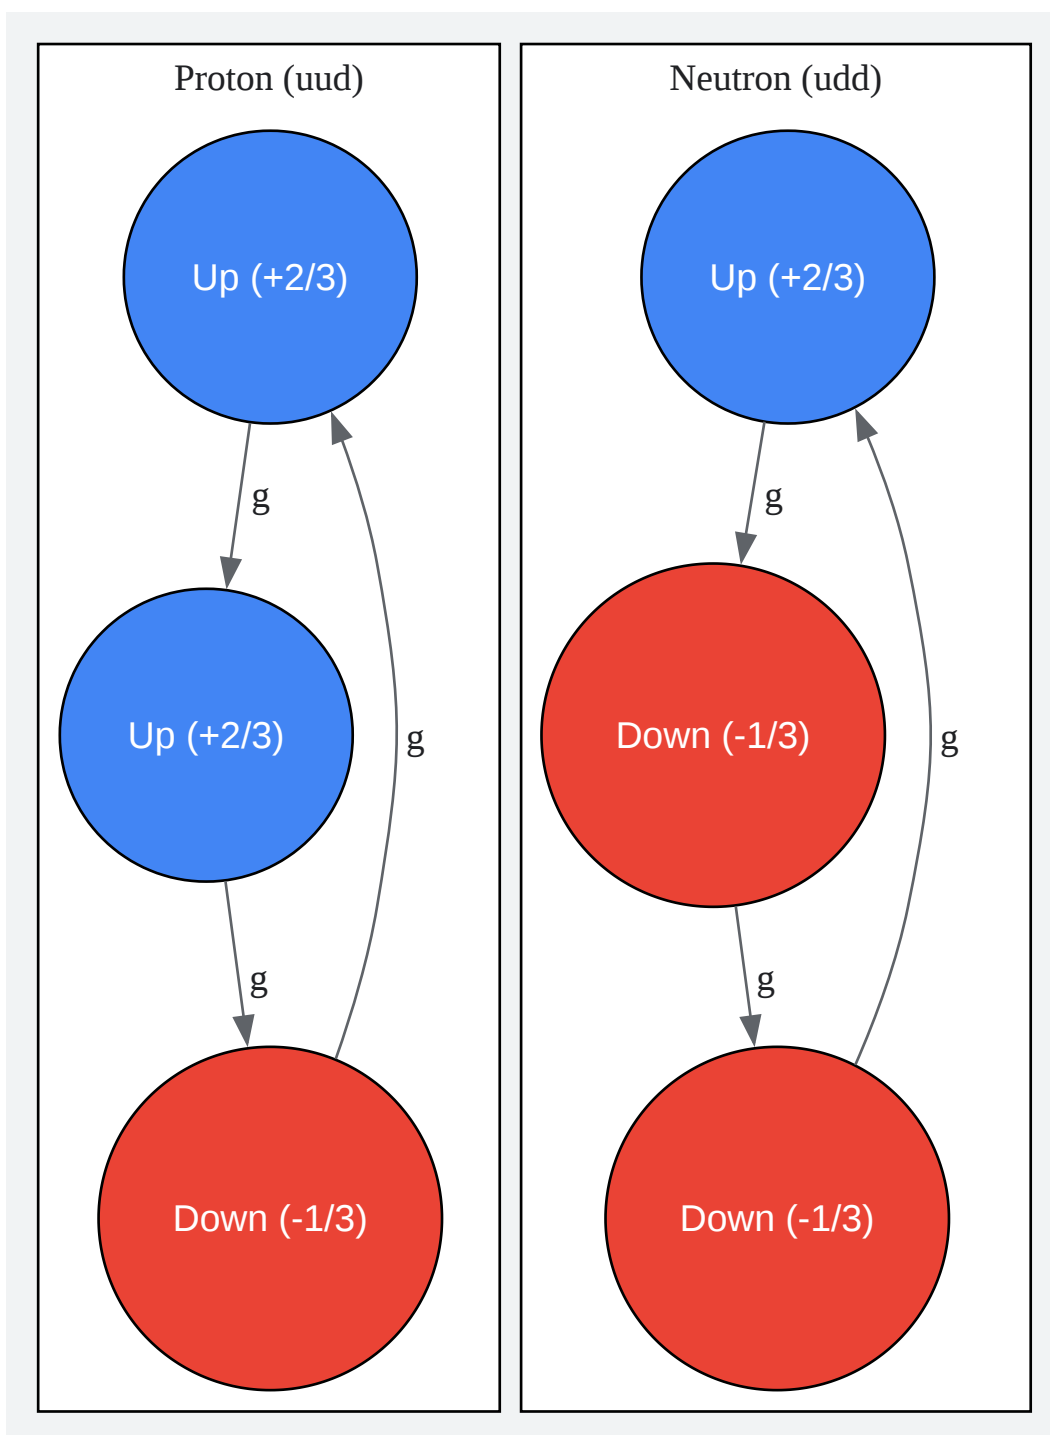 Proton (uud)
Up (+2/3)
g
Up (+2/3)
g
g
Down (-1/3)
Neutron (udd)
Up (+2/3)
g
Down (-1/3)
g
g
Down (-1/3)